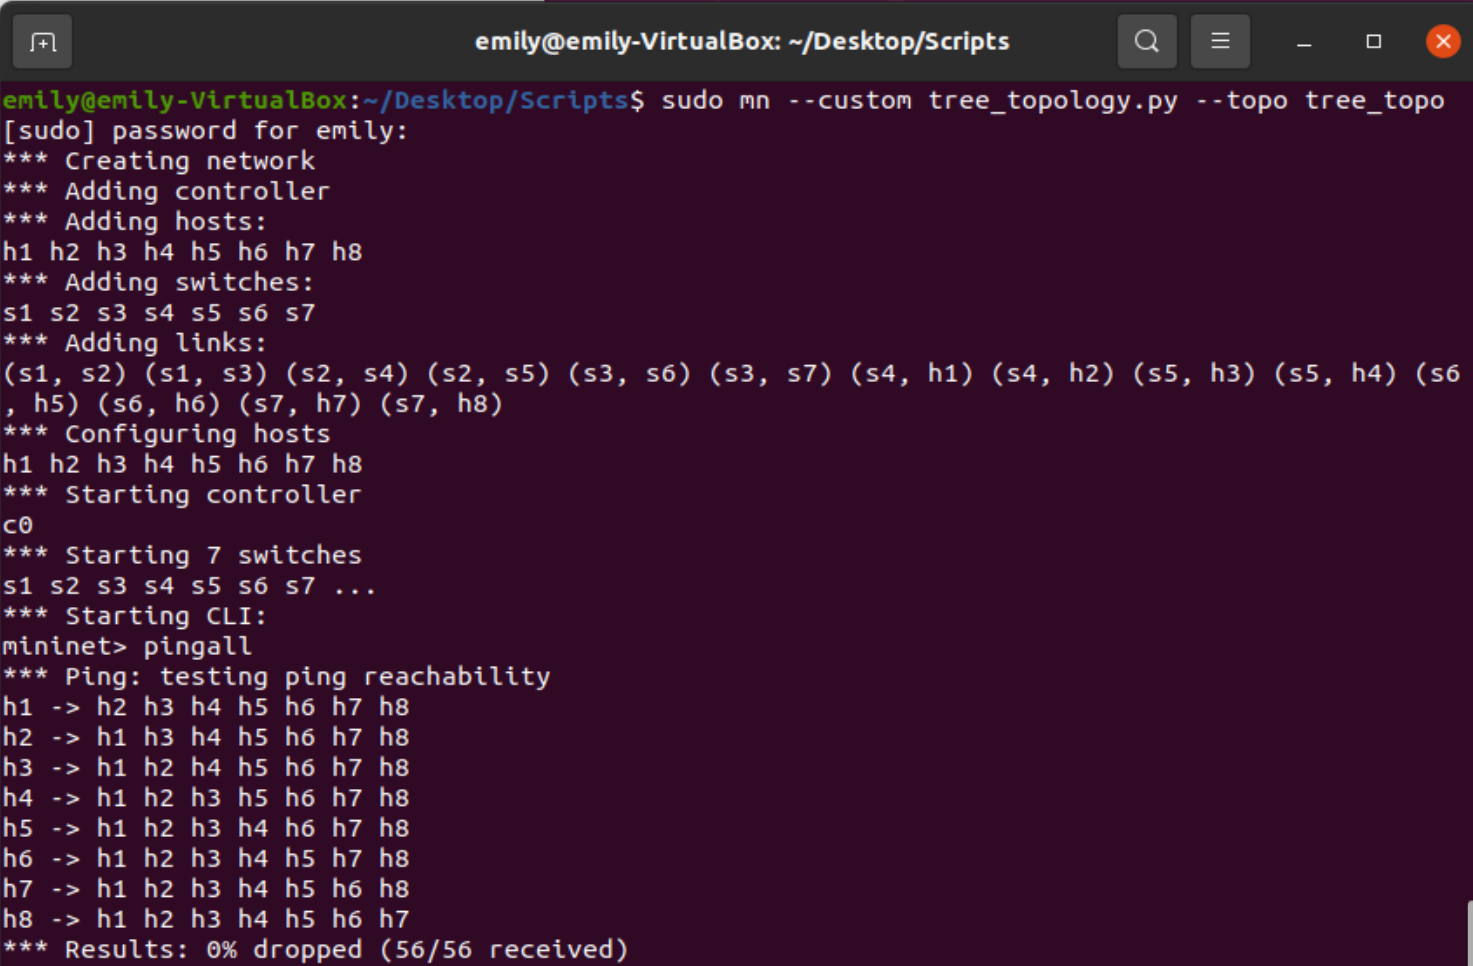 emily@emily-VirtualBox: ~/Desktop/Scripts
emily@emily-VirtualBox:~/Desktop/Scripts$ sudo mn --custom tree_topology.py --topo tree_topo
[sudo] password for emily:
*** Creating network
*** Adding controller
*** Adding hosts:
h1 h2 h3 h4 h5 h6 h7 h8
*** Adding switches:
s1 s2 s3 s4 s5 s6 s7
*** Adding links:
(s1, s2) (s1, s3) (s2, s4) (s2, s5) (s3, s6) (s3, s7) (s4, h1) (s4, h2) (s5, h3) (s5, h4) (s6
, h5) (s6, h6) (s7, h7) (s7, h8)
*** Configuring hosts
h1 h2 h3 h4 h5 h6 h7 h8
*** Starting controller
c0
*** Starting 7 switches
s1 s2 s3 s4 s5 s6 s7 ...
*** Starting CLI:
mininet> pingall
*** Ping: testing ping reachability
h1 -> h2 h3 h4 h5 h6 h7 h8
h2 -> h1 h3 h4 h5 h6 h7 h8
h3 -> h1 h2 h4 h5 h6 h7 h8
h4 -> h1 h2 h3 h5 h6 h7 h8
h5 -> h1 h2 h3 h4 h6 h7 h8
h6 -> h1 h2 h3 h4 h5 h7 h8
h7 -> h1 h2 h3 h4 h5 h6 h8
h8 -> h1 h2 h3 h4 h5 h6 h7
*** Results: 0% dropped (56/56 received)